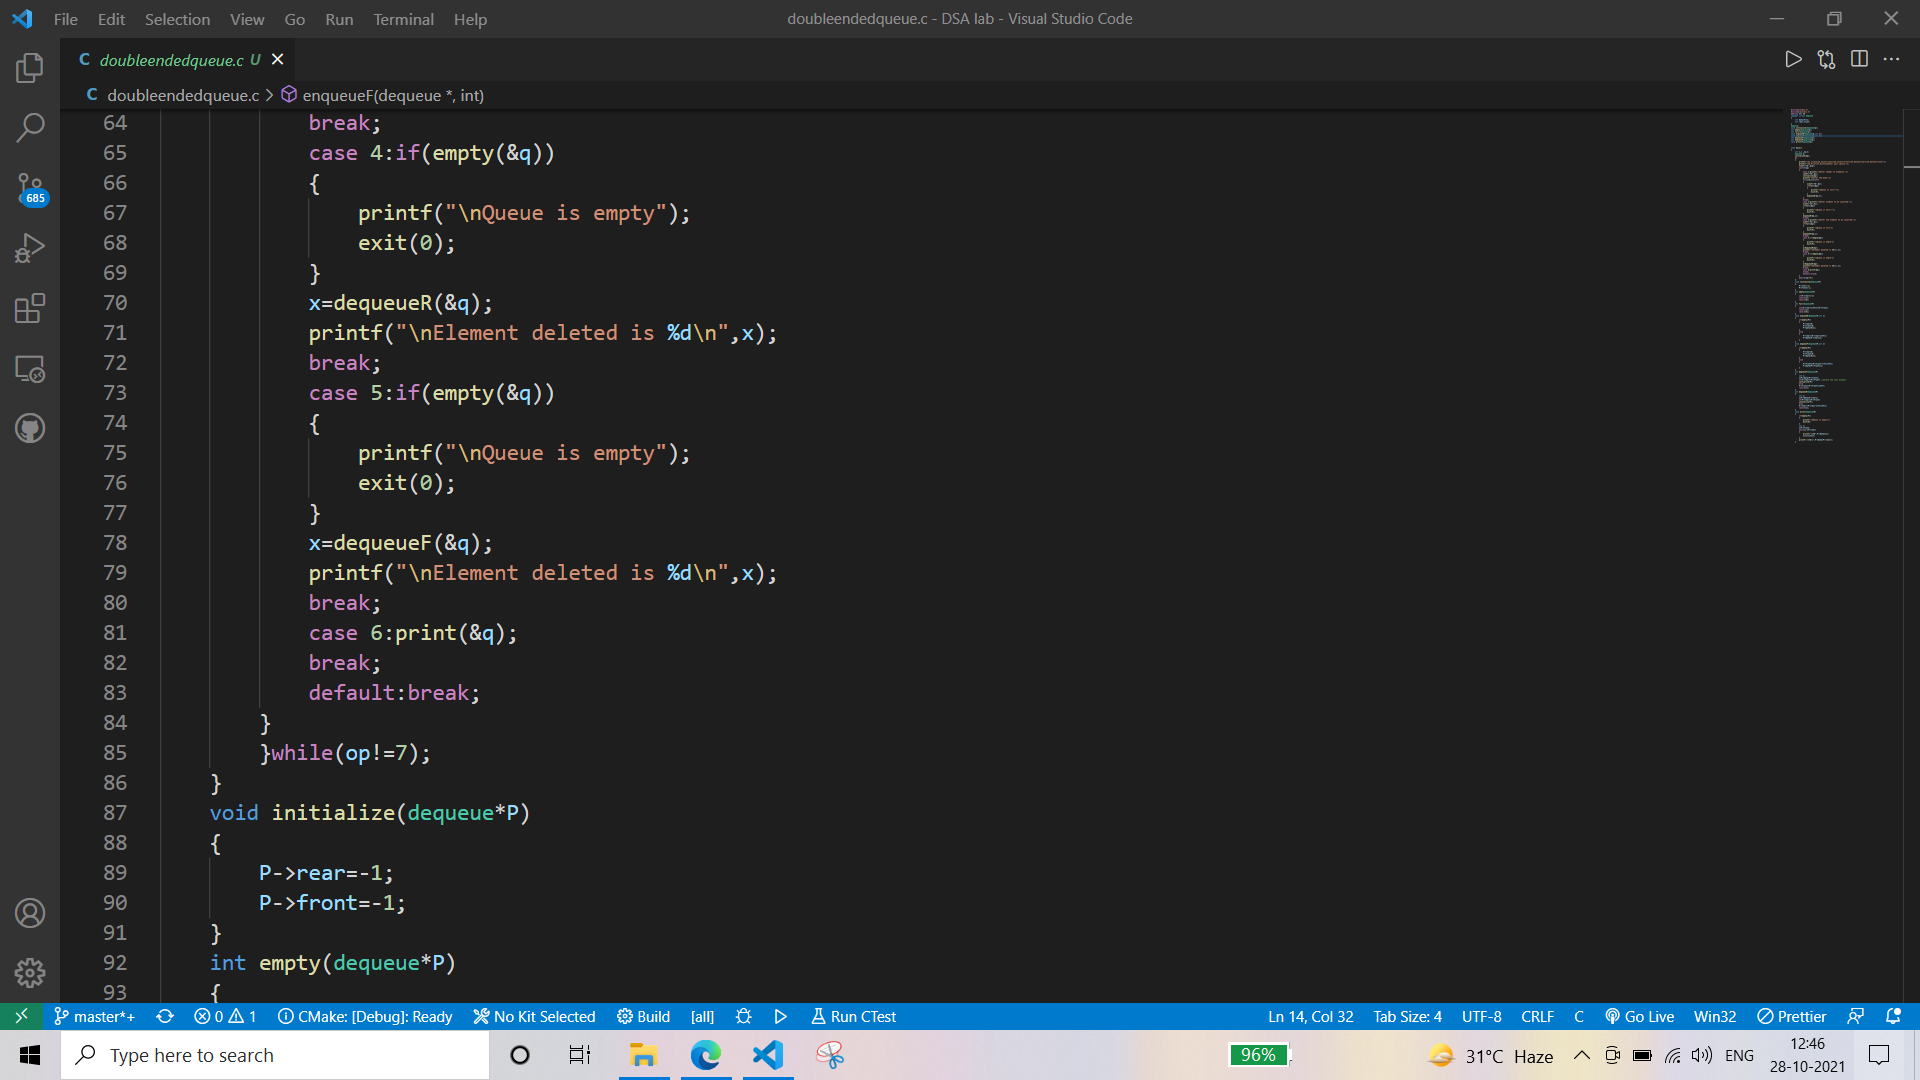 File Edit Selection View Go Run Terminal Help
doubleendedqueue.c - DSA lab - Visual Studio Code
C doubleendedqueue.c U
C doubleendedqueue.c > enqueueF(dequeue *, int)
64 break;
65 case 4:if(empty(&q))
66 {
67 printf("\nQueue is empty");
68 exit(0);
69 }
70 x=dequeueR(&q);
71 printf("\nElement deleted is %d\n",x);
72 break;
73 case 5:if(empty(&q))
74 {
75 printf("\nQueue is empty");
76 exit(0);
77 }
78 x=dequeueF(&q);
79 printf("\nElement deleted is %d\n",x);
80 break;
81 case 6:print(&q);
82 break;
83 default:break;
84 }
85 }while(op!=7);
86 }
87 void initialize(dequeue*P)
88 {
89 P->rear=-1;
90 P->front=-1;
91 }
92 int empty(dequeue*P)
93 {
685
master*+ 0 1 CMake: [Debug]: Ready No Kit Selected Build [all] Run CTest Ln 14, Col 32 Tab Size: 4 UTF-8 CRLF C Go Live Win32 Prettier
Type here to search 96% 31°C Haze ENG 12:46
28-10-2021